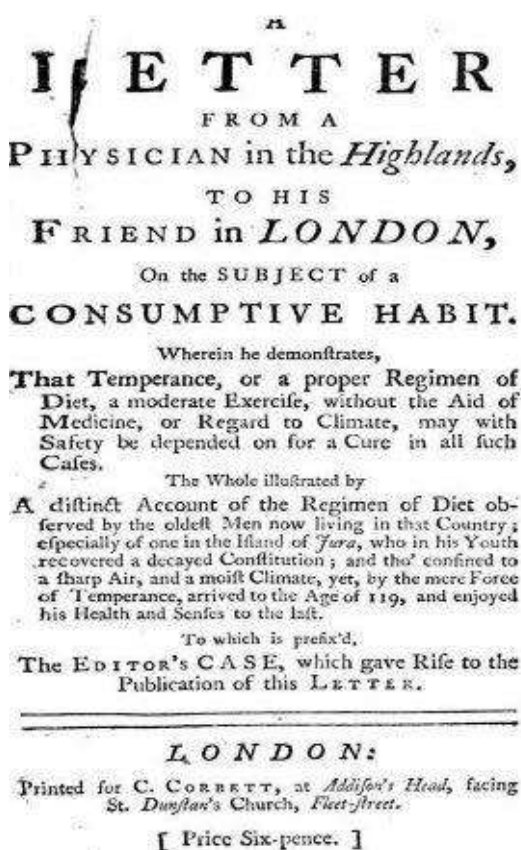 A
LETTER
FROM A
PHYSICIAN in the Highlands,
TO HIS
FRIEND in LONDON,
On the SUBJECT of a
CONSUMPTIVE HABIT.
Wherein he demonſtrates,
That Temperance, or a proper Regimen of
Diet, a moderate Exerciſe, without the Aid of
Medicine, or Regard to Climate, may with
Safety be depended on for a Cure in all ſuch
Caſes.
The Whole illuſtrated by
A diſtinct Account of the Regimen of Diet ob-
ſerved by the oldeſt Men now living in that Country;
eſpecially of one in the Iſland of Jura, who in his Youth
recovered a decayed Conſtitution; and tho' confined to
a ſharp Air, and a moiſt Climate, yet, by the mere Force
of Temperance, arrived to the Age of 119, and enjoyed
his Health and Senſes to the laſt.
To which is prefix'd,
The EDITOR'S CASE, which gave Riſe to the
Publication of this LETTER.
LONDON:
Printed for C. CORBETT, at Addiſon's Head, facing
St. Dunſtan's Church, Fleet-ſtreet.
[ Price Six-pence. ]